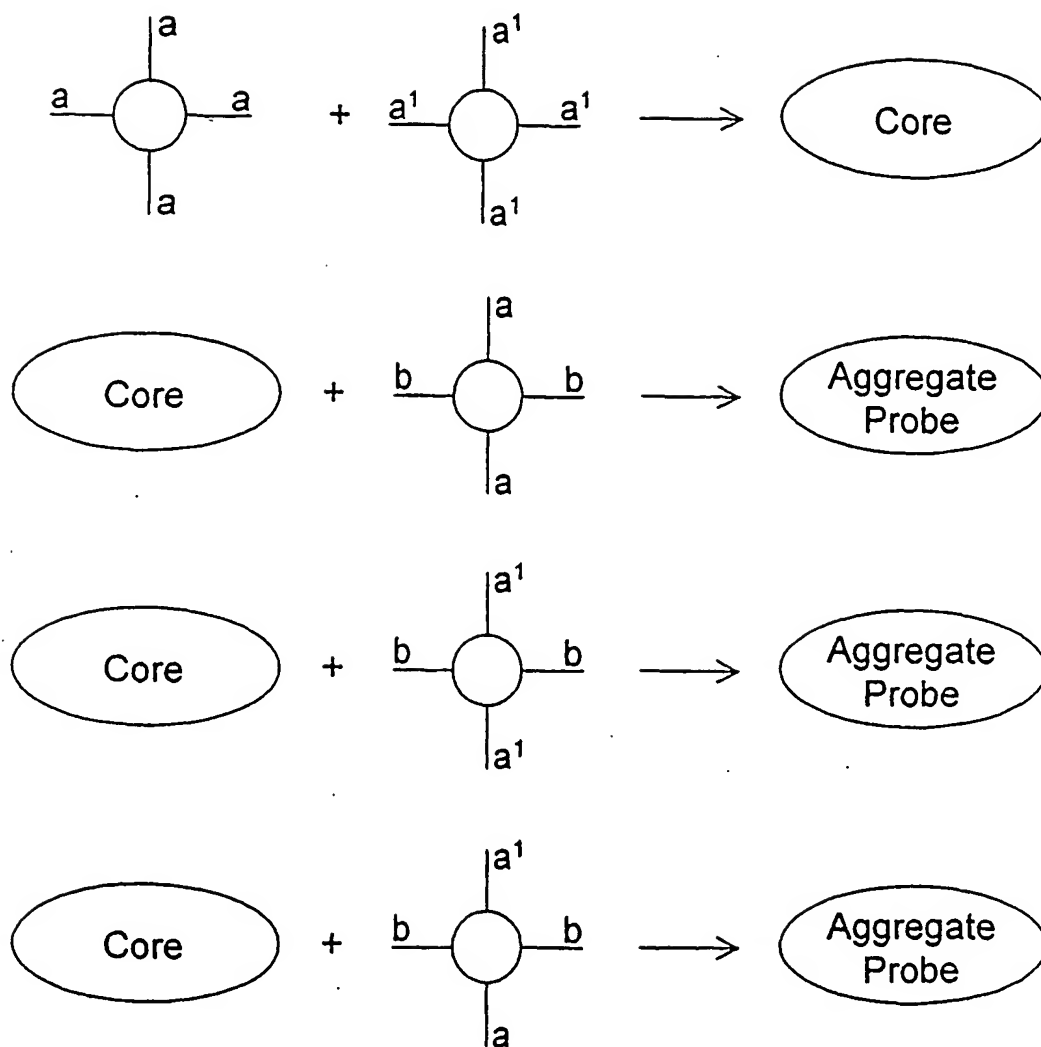 a
a a
a
+
a¹
a¹ a¹
a¹
Core
Core
+
a
b b
a
Aggregate
Probe
Core
+
a¹
b b
a¹
Aggregate
Probe
Core
+
a¹
b b
a
Aggregate
Probe